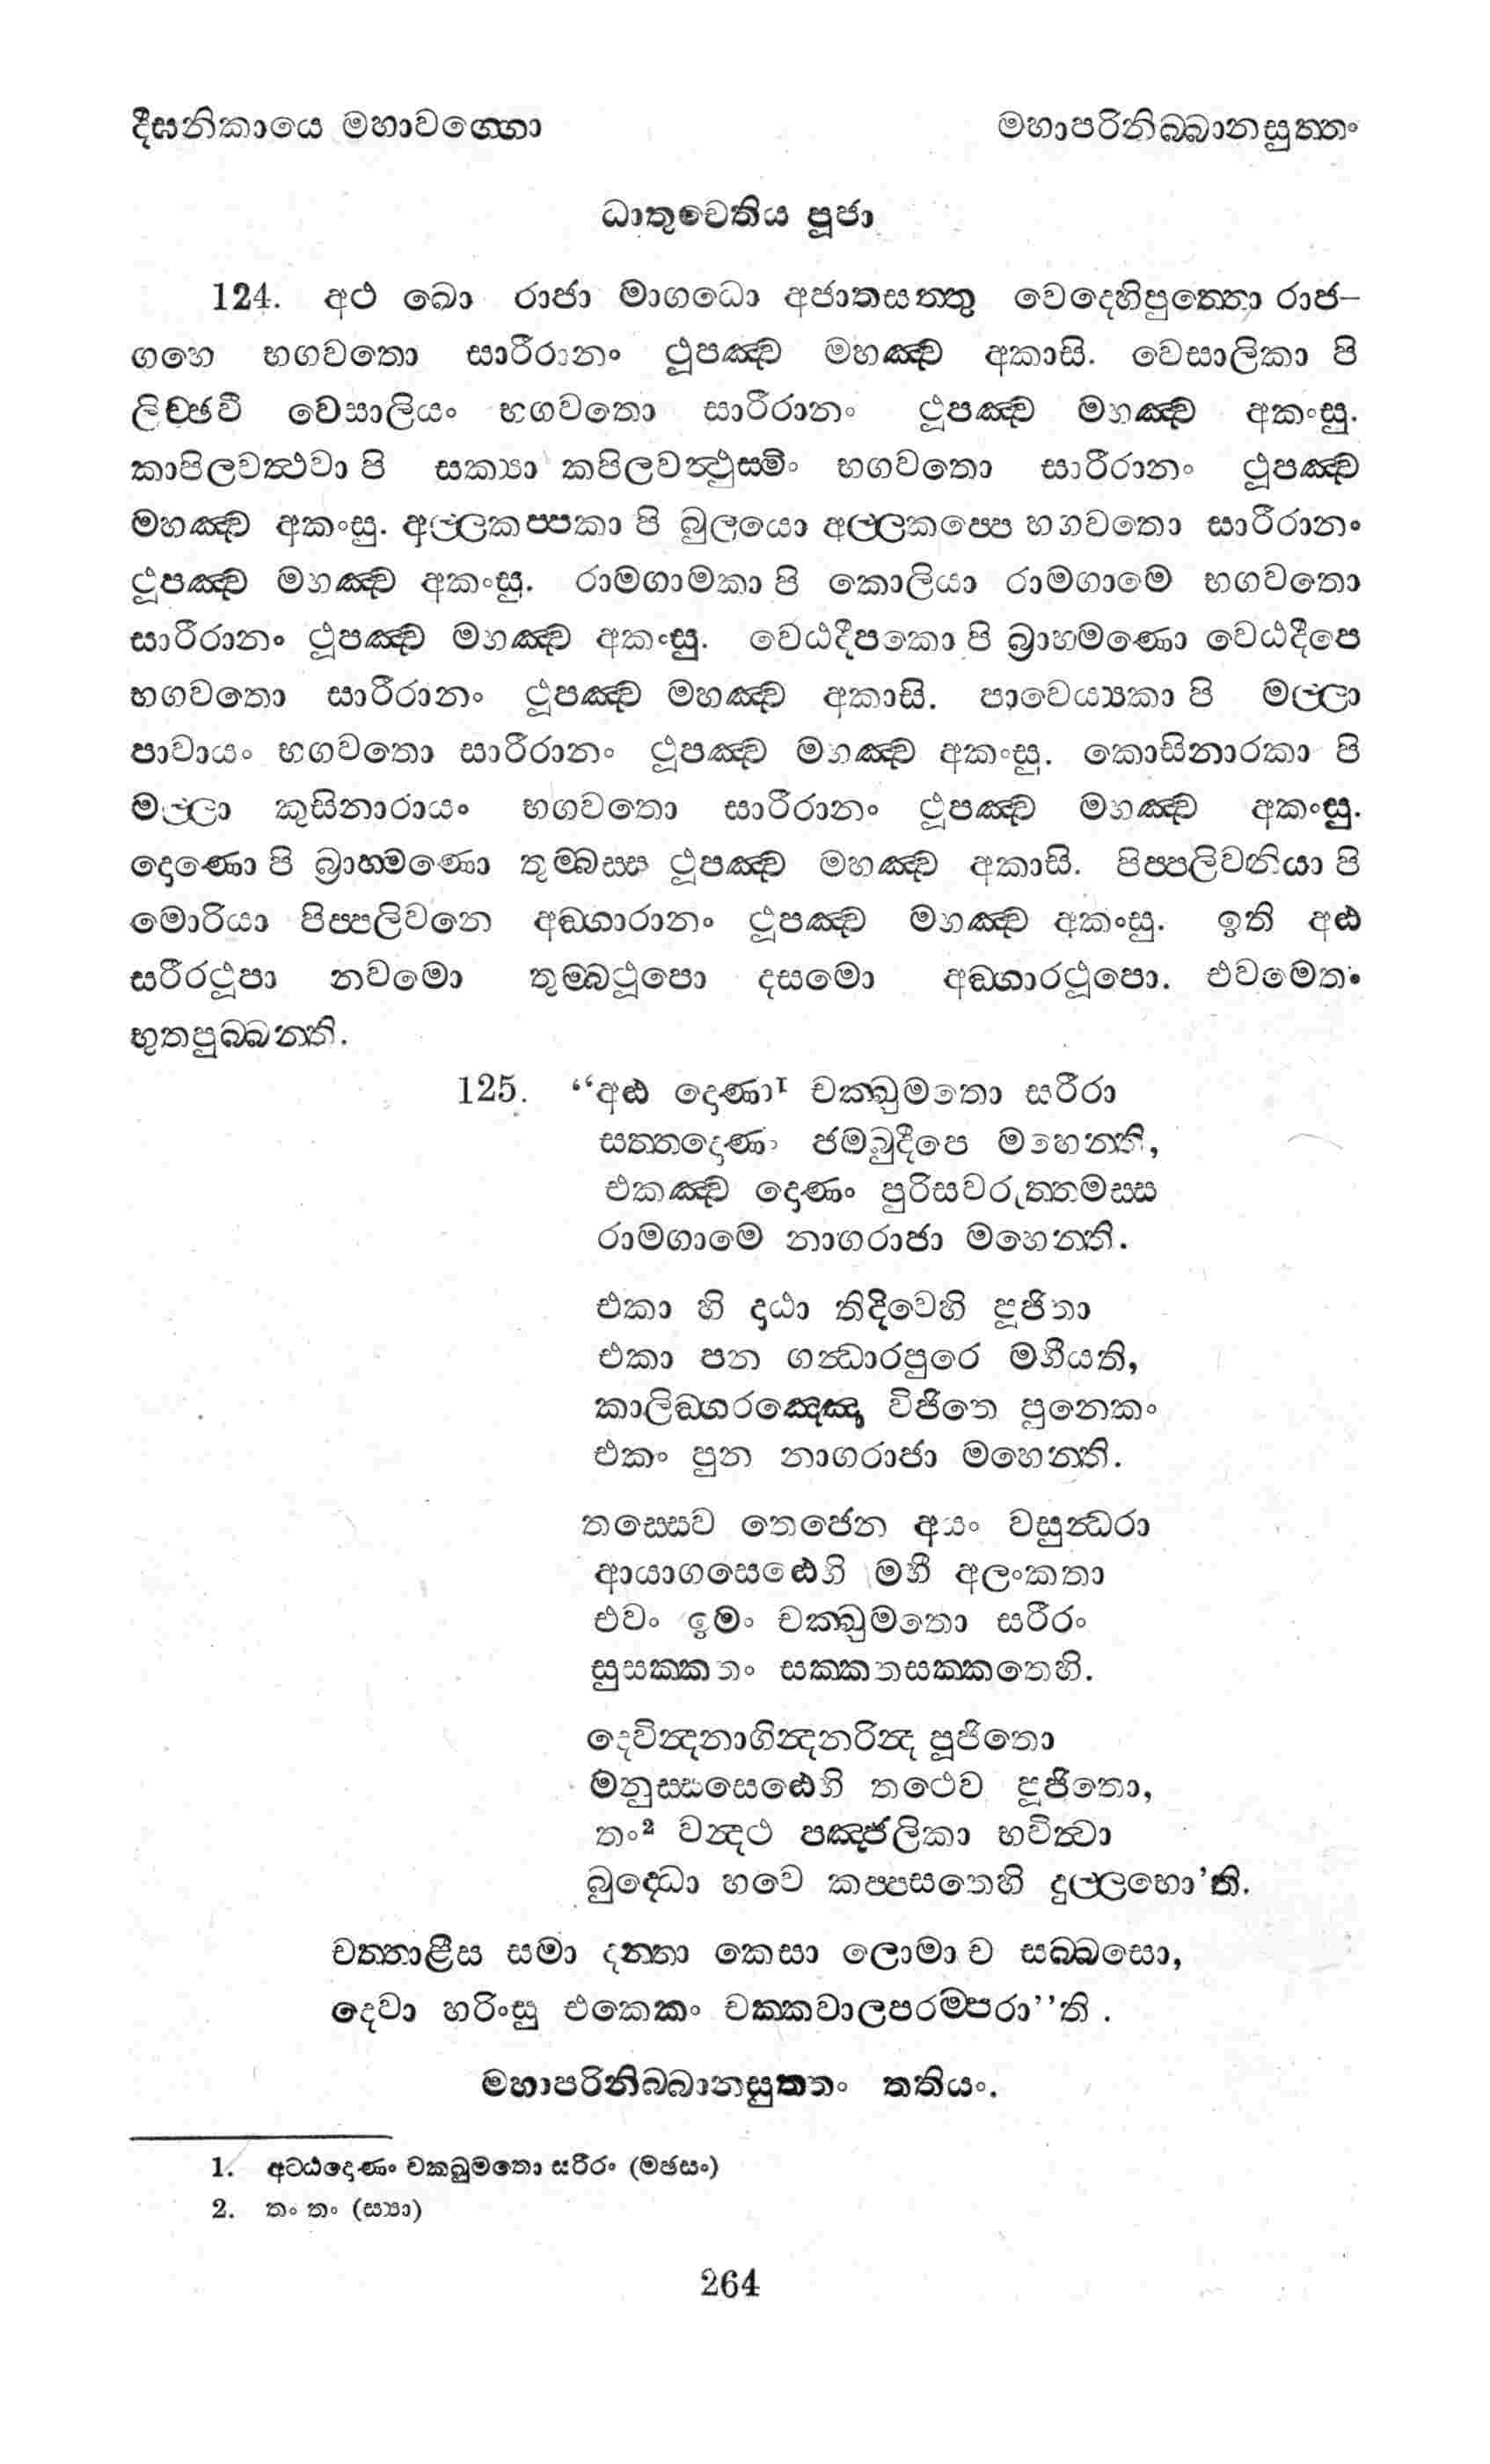 දීඝනිකායෙ මහාවග්ගො
මහාපරිනිබ්බානසුත්තං
ධාතුචෙතිය පූජා
124. අථ ඛො රාජා මාගධො අජාතසත්තු වෙදෙහිපුත්තො රාජ–
ගහෙ භගවතො සාරීරානං ථූපඤ්ච මහඤ්ච අකාසි. වෙසාලිකා පි
ලිච්ඡවී වෙසාලියං භගවතො සාරීරානං ථූපඤ්ච මහඤ්ච අකංසු.
කාපිලවත්ථවා පි සක්‍යා කපිලවත්ථුස්මිං භගවතො සාරීරානං ථූපඤ්ච
මහඤ්ච අකංසු. අල්ලකප්පකා පි බුලයො අල්ලකප්පෙ භගවතො සාරීරානං
ථූපඤ්ච මහඤ්ච අකංසු. රාමගාමකා පි කොලියා රාමගාමෙ භගවතො
සාරීරානං ථූපඤ්ච මහඤ්ච අකංසු. වෙඨදීපකො පි බ්‍රාහ්මණො වෙඨදීපෙ
භගවතො සාරීරානං ථූපඤ්ච මහඤ්ච අකාසි. පාවෙය්‍යකා පි මල්ලා
පාවායං භගවතො සාරීරානං ථූපඤ්ච මහඤ්ච අකංසු. කොසිනාරකා පි
මල්ලා කුසිනාරායං භගවතො සාරීරානං ථූපඤ්ච මහඤ්ච අකංසු.
දොණො පි බ්‍රාහ්මණො තුම්බස්ස ථූපඤ්ච මහඤ්ච අකාසි. පිප්පලිවනියා පි
මොරියා පිප්පලිවනෙ අඞ්ගාරානං ථූපඤ්ච මහඤ්ච අකංසු. ඉති අට්ඨ
සරීරථූපා නවමො තුම්බථූපො දසමො අඞ්ගාරථූපො. එවමෙතං
භූතපුබ්බන්ති.
125. “අට්ඨ දොණා¹ චක්ඛුමතො සරීරා
සත්තදොණං ජම්බුදීපෙ මහෙන්ති,
එකඤ්ච දොණං පුරිසවරුත්තමස්ස
රාමගාමෙ නාගරාජා මහෙන්ති.
එකා හි දාඨා තිදිවෙහි පූජිතා
එකා පන ගන්ධාරපුරෙ මහීයති,
කාලිඞ්ගරඤ්ඤො විජිතෙ පුනෙකං
එකං පුන නාගරාජා මහෙන්ති.
තස්සෙව තෙජෙන අයං වසුන්ධරා
ආයාගසෙට්ඨෙහි මහී අලංකතා
එවං ඉමං චක්ඛුමතො සරීරං
සුසක්කතං සක්කතසක්කතෙහි.
දෙවින්දනාගින්දනරින්ද පූජිතො
මනුස්සසෙට්ඨෙහි තථෙව පූජිතො,
තං² වන්දථ පඤ්ජලිකා භවිත්වා
බුද්ධො හවෙ කප්පසතෙහි දුල්ලභො’ති.
චත්තාළීස සමා දන්තා කෙසා ලොමා ච සබ්බසො,
දෙවා හරිංසු එකෙකං චක්කවාලපරම්පරා’’ති .
මහාපරිනිබ්බානසුත්තං තතියං.
1. අට්ඨදොණං චක්ඛුමතො සරීරං (මඡසං)
2. තං තං (ස්‍යා)
264